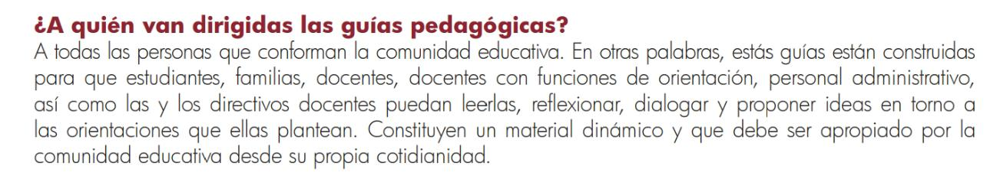 ¿A quién van dirigidas las guías pedagógicas?
A todas las personas que conforman la comunidad educativa. En otras palabras, estás guías están construidas
para que estudiantes, familias, docentes, docentes con funciones de orientación, personal administrativo,
así como las y los directivos docentes puedan leerlas, reflexionar, dialogar y proponer ideas en torno a
las orientaciones que ellas plantean. Constituyen un material dinámico y que debe ser apropiado por la
comunidad educativa desde su propia cotidianidad.